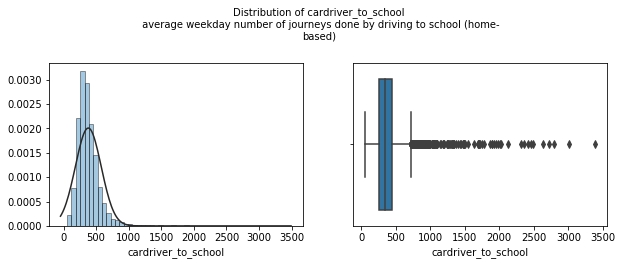 Distribution of cardriver_to_school
average weekday number of journeys done by driving to school (home-
based)
0.0030
0.0025
0.0020
0.0015
0.0010
0.0005
0.0000
0 500 1000 1500 2000 2500 3000 3500
cardriver_to_school
0 500 1000 1500 2000 2500 3000 3500
cardriver_to_school